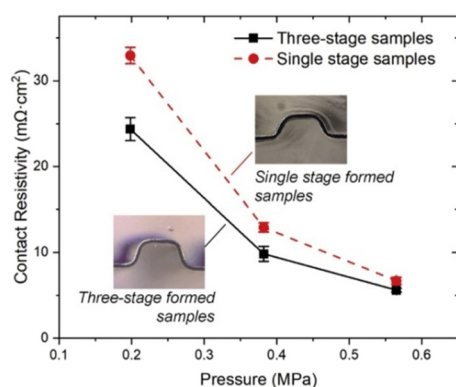 Three-stage samples
Single stage samples
Contact Resistivity (mΩ·cm²)
30
20
10
0
Single stage formed
samples
Three-stage formed
samples
0.1 0.2 0.3 0.4 0.5 0.6
Pressure (MPa)